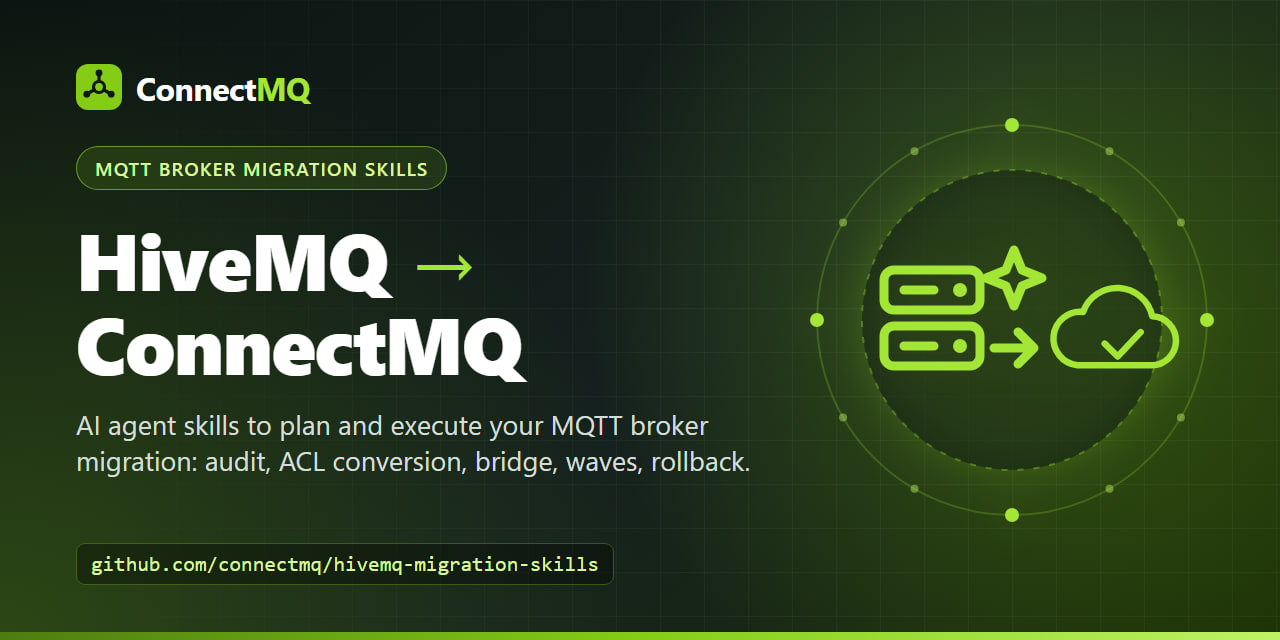 ConnectMQ
MQTT BROKER MIGRATION SKILLS
HiveMQ →
ConnectMQ
AI agent skills to plan and execute your MQTT broker
migration: audit, ACL conversion, bridge, waves, rollback.
github.com/connectmq/hivemq-migration-skills